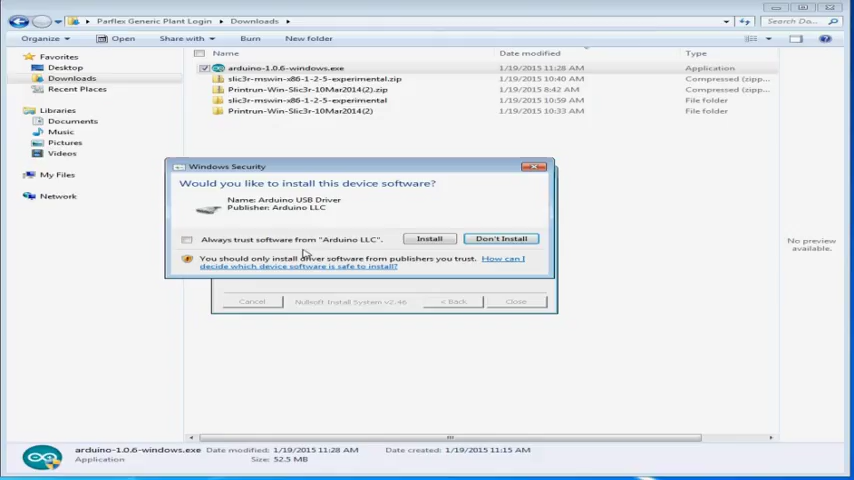 Parflex Generic Plant Login
Downloads
Search Do...
Organize
Open
Share with
Burn
New folder
Favorites
Desktop
Downloads
Recent Places
Libraries
Documents
Music
Pictures
Videos
My Files
Network
Name
Date modified
Type
arduino-1.0.6-windows.exe
1/19/2015 11:28 AM
Application
slic3r-mswin-x86-1-2-5-experimental.zip
1/19/2015 10:40 AM
Compressed (zipp...
Printrun-Win-Slic3r-10Mar2014(2).zip
1/19/2015 8:42 AM
Compressed (zipp...
slic3r-mswin-x86-1-2-5-experimental
1/19/2015 10:59 AM
File folder
Printrun-Win-Slic3r-10Mar2014(2)
1/19/2015 10:33 AM
File folder
Windows Security
Would you like to install this device software?
Name: Arduino USB Driver
Publisher: Arduino LLC
Always trust software from "Arduino LLC".
Install
Don't Install
You should only install driver software from publishers you trust. How can I
decide which device software is safe to install?
Cancel
Nullsoft Install System v2.46
< Back
Close
No preview
available.
arduino-1.0.6-windows.exe
Date modified: 1/19/2015 11:28 AM
Date created: 1/19/2015 11:15 AM
Application
Size: 52.5 MB